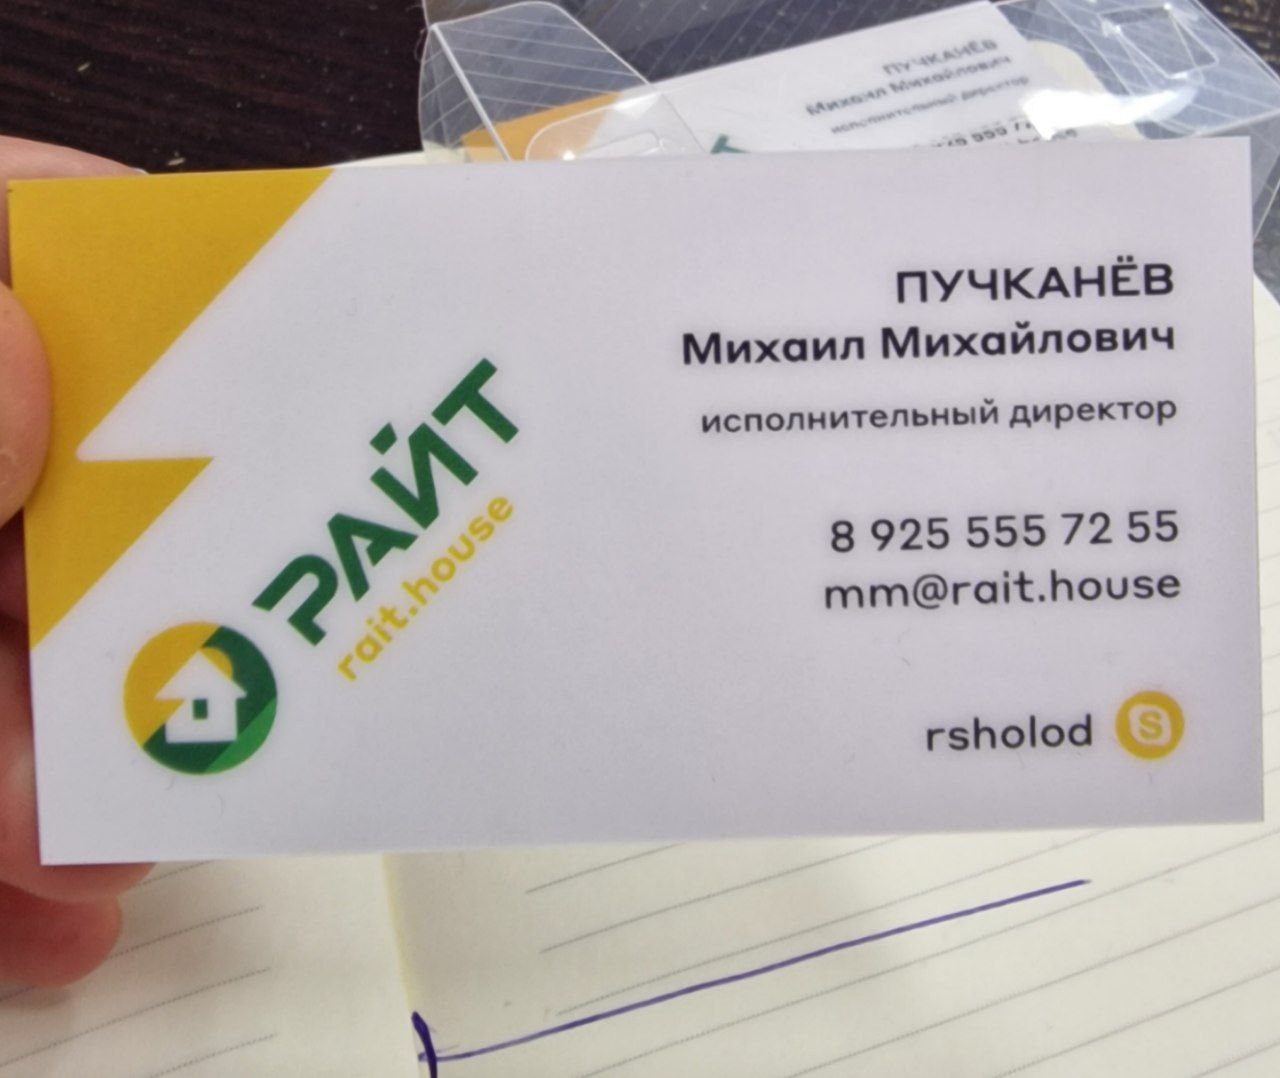 ПУЧКАНЁВ
Михаил Михайлович
исполнительный директор
ПУЧКАНЁВ
Михаил Михайлович
исполнительный директор
8 925 555 72 55
mm@rait.house
rsholod
РАЙТ
rait.house